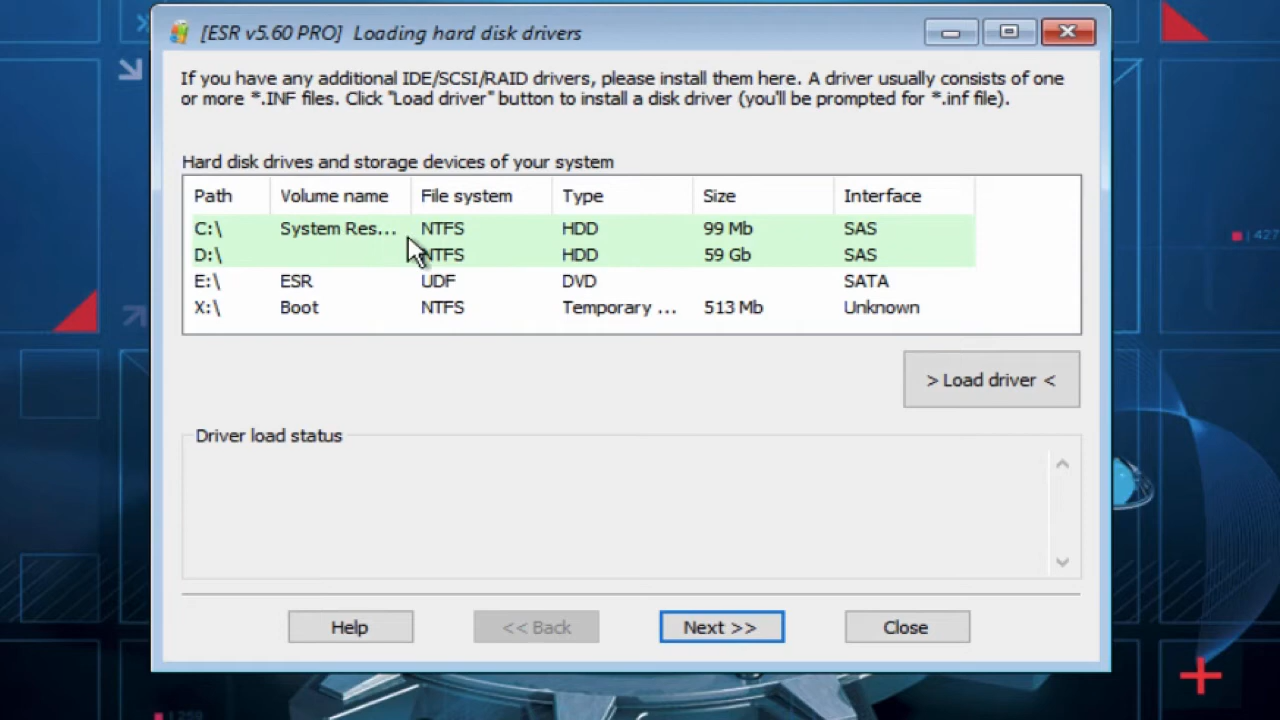 [ESR v5.60 PRO] Loading hard disk drivers
If you have any additional IDE/SCSI/RAID drivers, please install them here. A driver usually consists of one
or more *.INF files. Click "Load driver" button to install a disk driver (you'll be prompted for *.inf file).
Hard disk drives and storage devices of your system
Path Volume name File system Type Size Interface
C:\ System Res... NTFS HDD 99 Mb SAS
D:\ NTFS HDD 59 Gb SAS
E:\ ESR UDF DVD SATA
X:\ Boot NTFS Temporary ... 513 Mb Unknown
> Load driver <
Driver load status
Help << Back Next >> Close